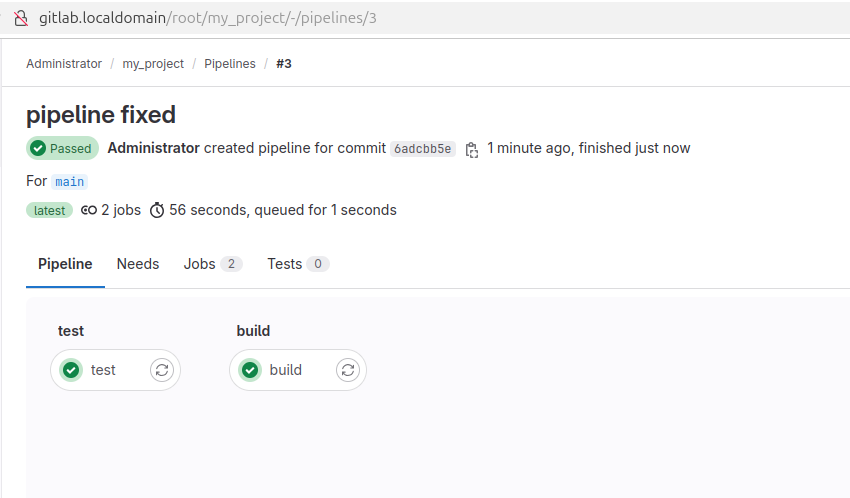 gitlab.localdomain/root/my_project/-/pipelines/3
Administrator / my_project / Pipelines / #3
pipeline fixed
Passed Administrator created pipeline for commit 6adcbb5e 1 minute ago, finished just now
For main
latest 2 jobs 56 seconds, queued for 1 seconds
Pipeline Needs Jobs 2 Tests 0
test build
test build